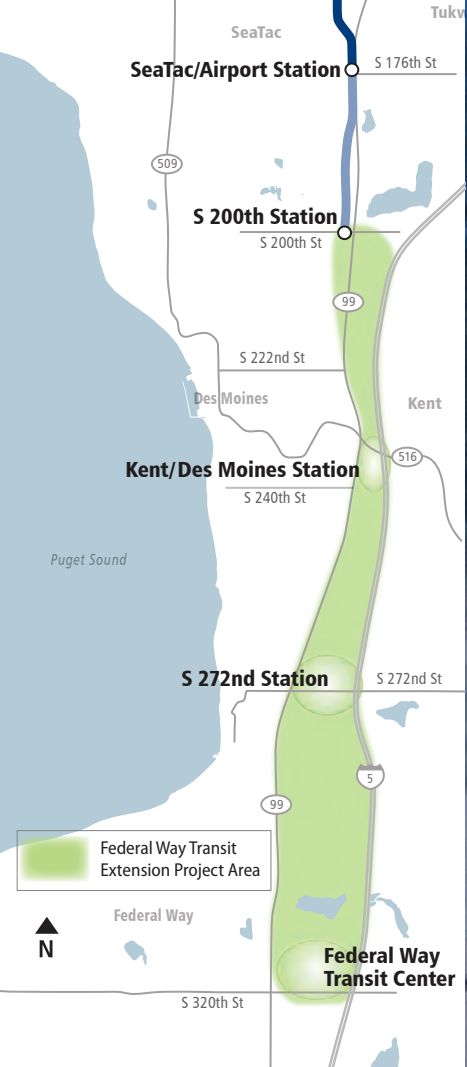 Tukw
SeaTac
S 176th St
SeaTac/Airport Station
509
S 200th Station
S 200th St
99
S 222nd St
Des Moines
Kent
516
Kent/Des Moines Station
S 240th St
Puget Sound
S 272nd Station
S 272nd St
5
99
Federal Way Transit
Extension Project Area
Federal Way
N
Federal Way
Transit Center
S 320th St